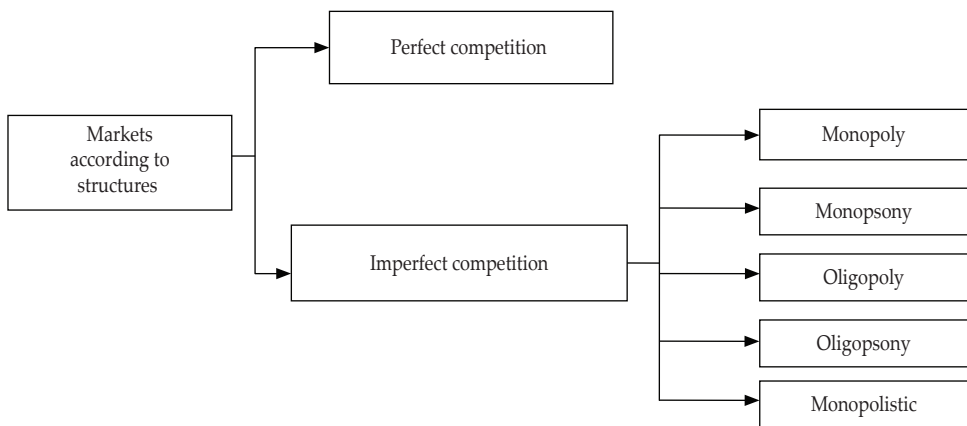 Perfect competition
Markets
according to
structures
Imperfect competition
Monopoly
Monopsony
Oligopoly
Oligopsony
Monopolistic